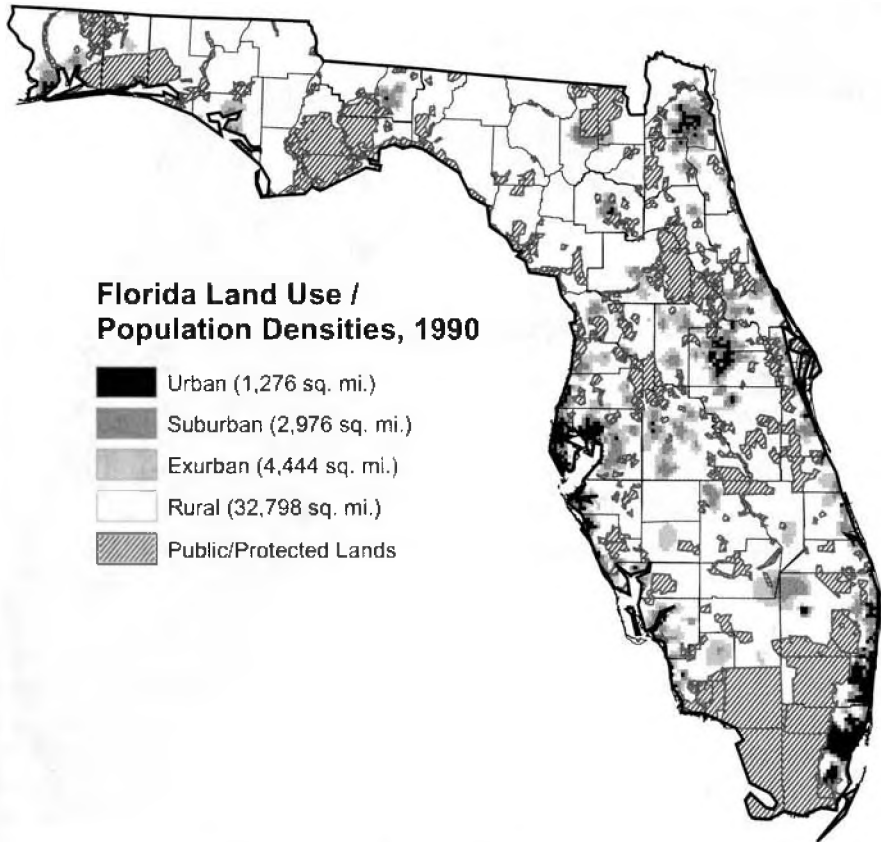 Florida Land Use /
Population Densities, 1990
Urban (1,276 sq. mi.)
Suburban (2,976 sq. mi.)
Exurban (4,444 sq. mi.)
Rural (32,798 sq. mi.)
Public/Protected Lands